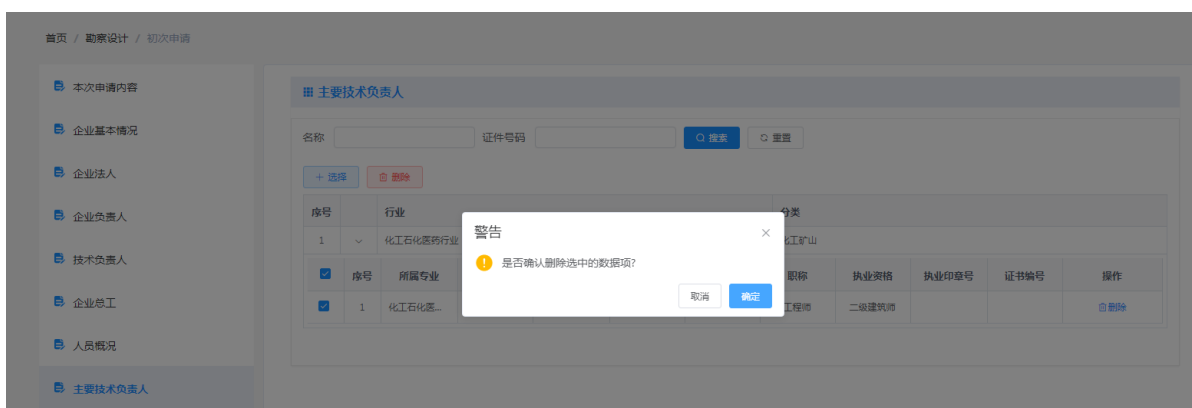 首页 / 勘察设计 / 初次申请
本次申请内容
企业基本情况
企业法人
企业负责人
技术负责人
企业总工
人员概况
主要技术负责人
主要技术负责人
名称 证件号码 搜索 重置
+ 选择 删除
序号 行业 分类
1 化工石化医药行业 化工矿山
序号 所属专业 职称 执业资格 执业印章号 证书编号 操作
1 化工石化医... 工程师 二级建筑师 删除
警告
是否确认删除选中的数据项?
取消 确定